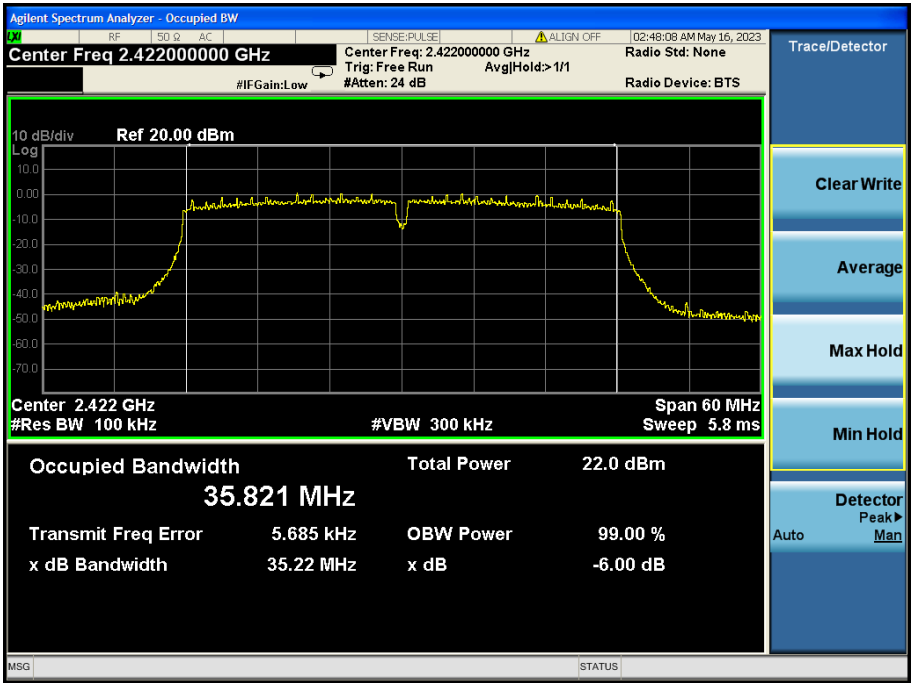 Agilent Spectrum Analyzer - Occupied BW
LXI RF 50 Ω AC SENSE:PULSE ALIGN OFF 02:48:08 AM May 16, 2023
Center Freq 2.422000000 GHz
Center Freq: 2.422000000 GHz
Radio Std: None
Trig: Free Run Avg|Hold:>1/1
#IFGain:Low
#Atten: 24 dB
Radio Device: BTS
10 dB/div Ref 20.00 dBm
Log
10.0
0.00
-10.0
-20.0
-30.0
-40.0
-50.0
-60.0
-70.0
Center 2.422 GHz Span 60 MHz
#Res BW 100 kHz #VBW 300 kHz Sweep 5.8 ms
Occupied Bandwidth Total Power 22.0 dBm
35.821 MHz
Transmit Freq Error 5.685 kHz OBW Power 99.00 %
x dB Bandwidth 35.22 MHz x dB -6.00 dB
MSG STATUS
Trace/Detector
Clear Write
Average
Max Hold
Min Hold
Detector
Peak▶
Auto Man